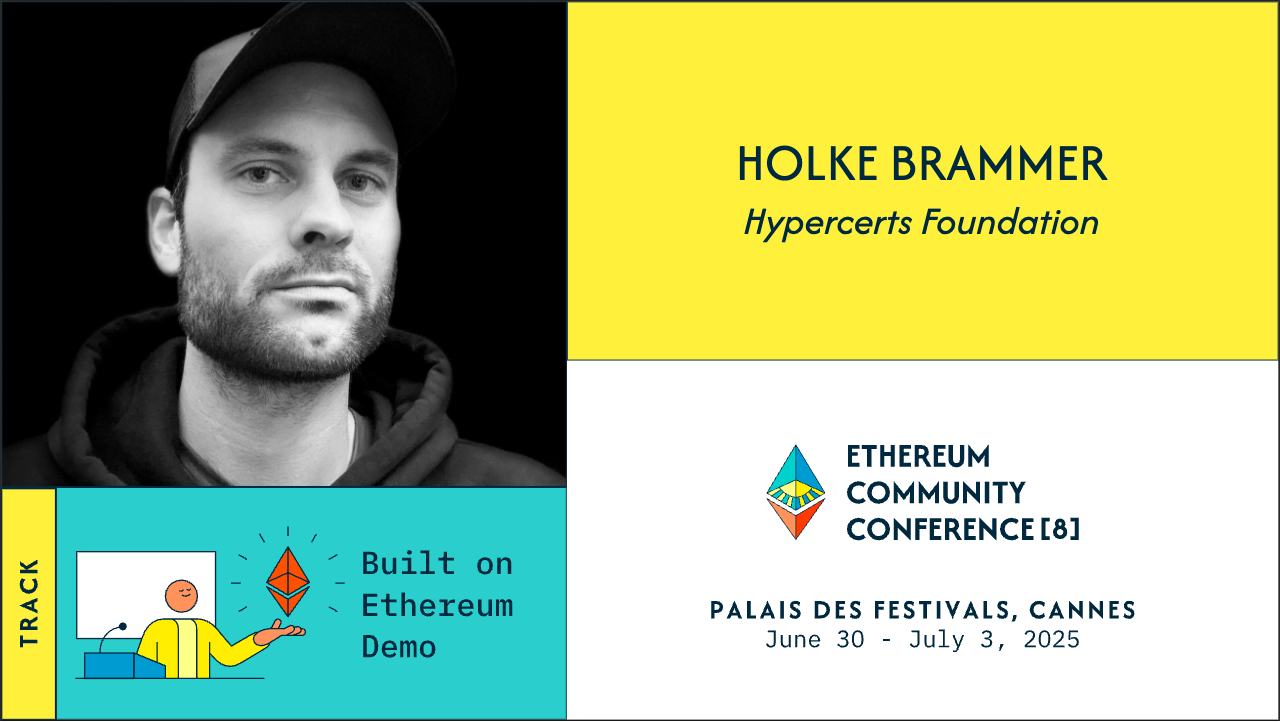 HOLKE BRAMMER
Hypercerts Foundation
TRACK
Built on
Ethereum
Demo
ETHEREUM
COMMUNITY
CONFERENCE[8]
PALAIS DES FESTIVALS, CANNES
June 30 - July 3, 2025